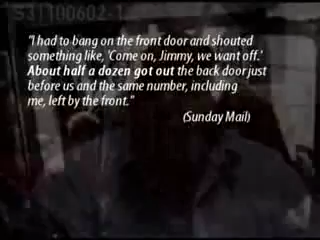 S31100602-1
"I had to bang on the front door and shouted
something like, 'Come on, Jimmy, we want off.'
About half a dozen got out the back door just
before us and the same number, including
me, left by the front."
(Sunday Mail)